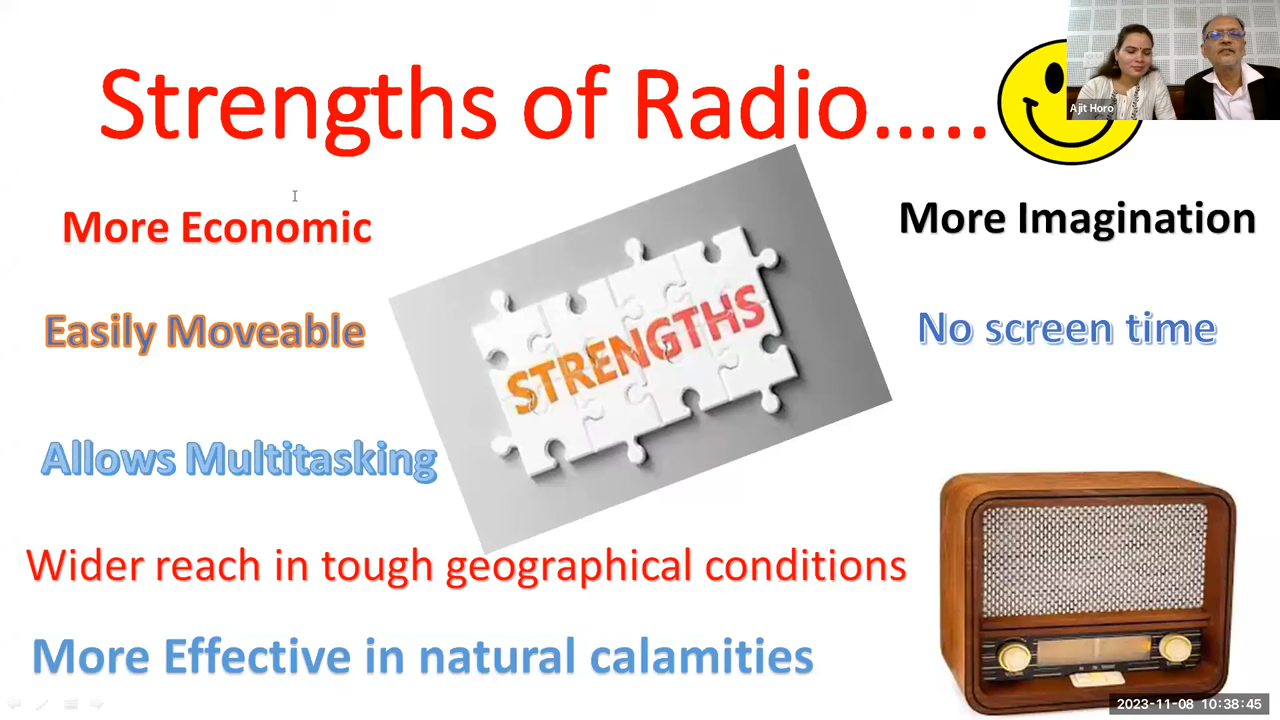 Strengths of Radio.....
Ajit Horo
More Economic
More Imagination
Easily Moveable
No screen time
STRENGTHS
Allows Multitasking
Wider reach in tough geographical conditions
More Effective in natural calamities
2023-11-08 10:38:45